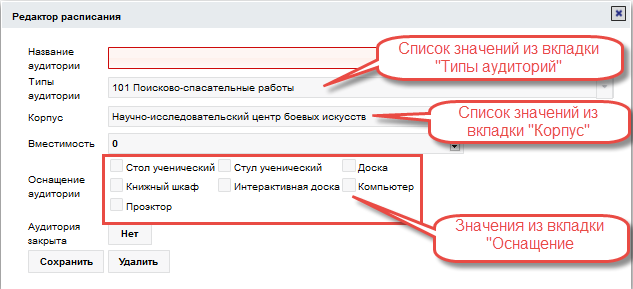 Редактор расписания
Название
аудитории
Список значений из вкладки
"Типы аудиторий"
Типы
аудитории
101 Поисково-спасательные работы
Корпус
Научно-исследовательский центр боевых искусств
Список значений из
вкладки "Корпус"
Вместимость
0
Оснащение
аудитории
Стол ученический Стул ученический Доска
Книжный шкаф Интерактивная доска Компьютер
Проэктор
Значения из вкладки
"Оснащение
Аудитория
закрыта
Нет
Сохранить Удалить